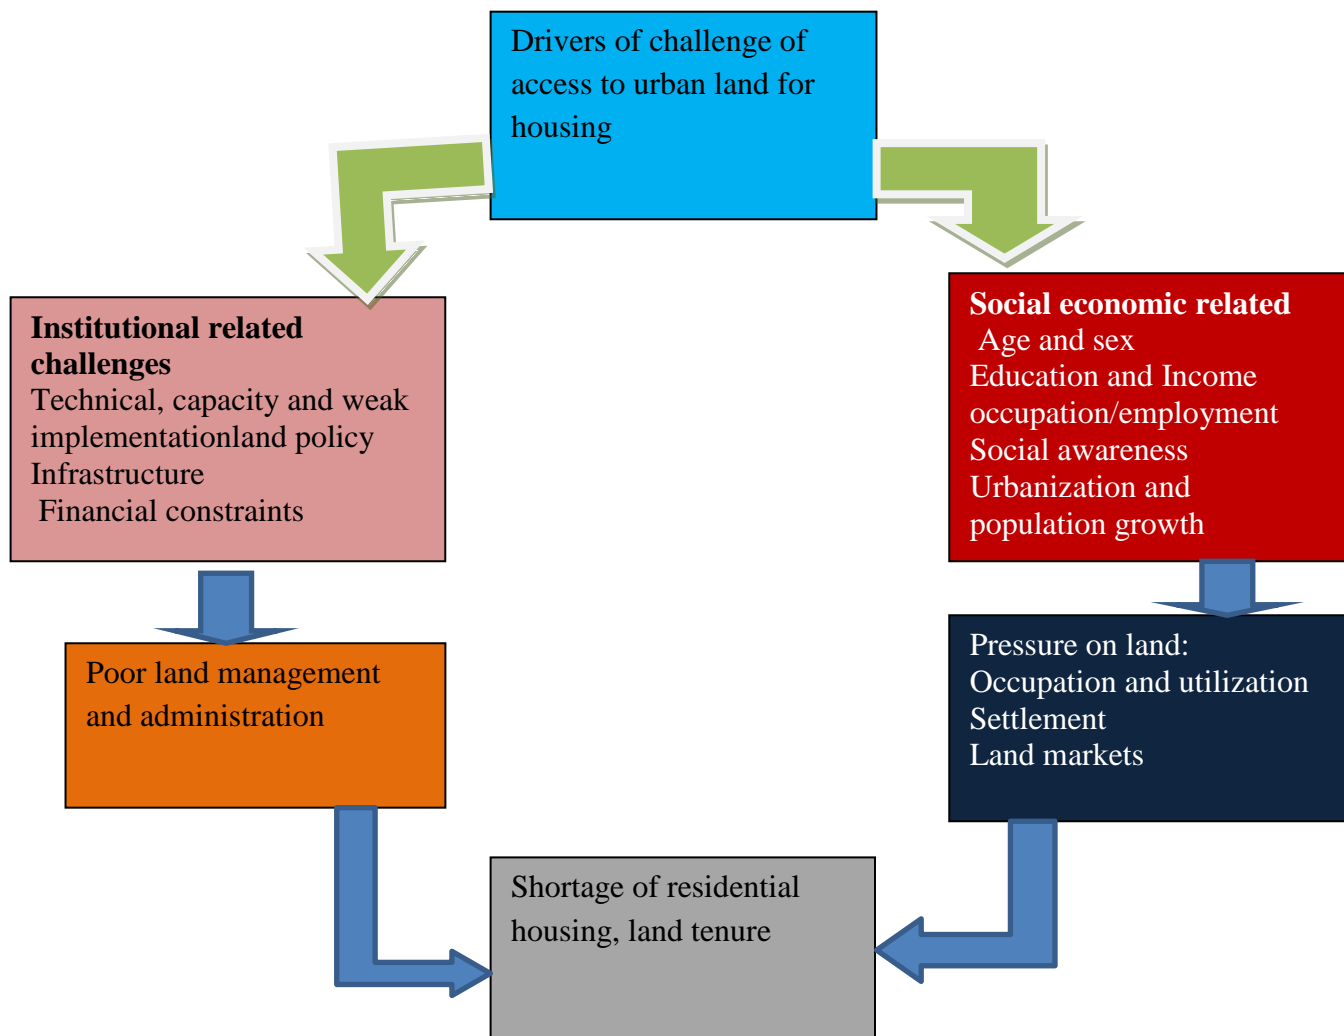 Drivers of challenge of
access to urban land for
housing
Institutional related
challenges
Technical, capacity and weak
implementationland policy
Infrastructure
Financial constraints
Social economic related
Age and sex
Education and Income
occupation/employment
Social awareness
Urbanization and
population growth
Poor land management
and administration
Pressure on land:
Occupation and utilization
Settlement
Land markets
Shortage of residential
housing, land tenure